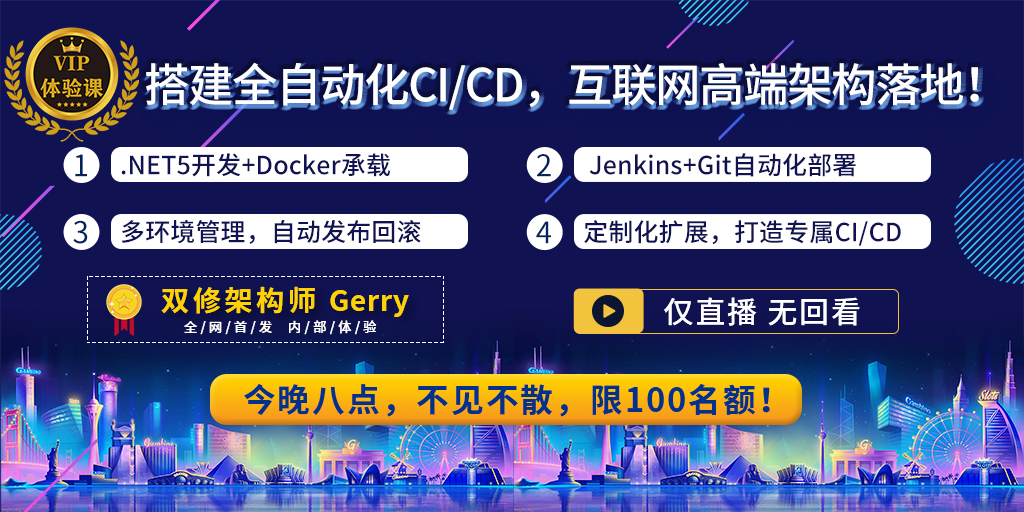 VIP
体验课
搭建全自动化CI/CD，互联网高端架构落地！
1 .NET5开发+Docker承载
2 Jenkins+Git自动化部署
3 多环境管理，自动发布回滚
4 定制化扩展，打造专属CI/CD
双修架构师 Gerry
全/网/首/发 内/部/体/验
仅直播 无回看
今晚八点，不见不散，限100名额！
Gambino
Gambino
Gambino
Slots